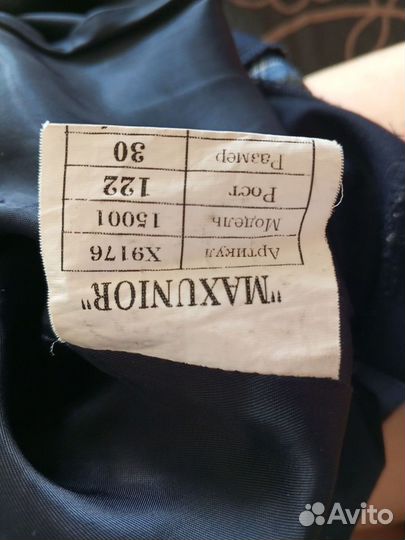 "MAXUNIOR"
Артикул X9176
Модель 15001
Рост 122
Размер 30
Avito